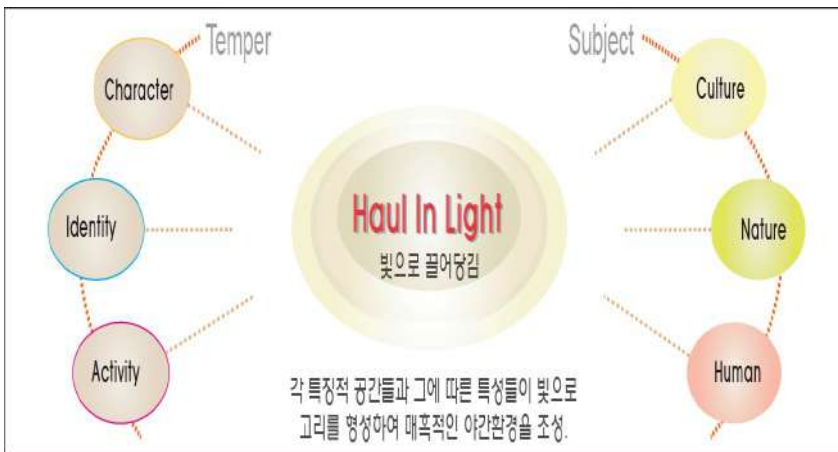 Temper
Subject
Character
Culture
Identity
Haul In Light
빛으로 끌어당김
Nature
Activity
Human
각 특징적 공간들과 그에 따른 특성들이 빛으로
고리를 형성하여 매혹적인 야간환경을 조성.